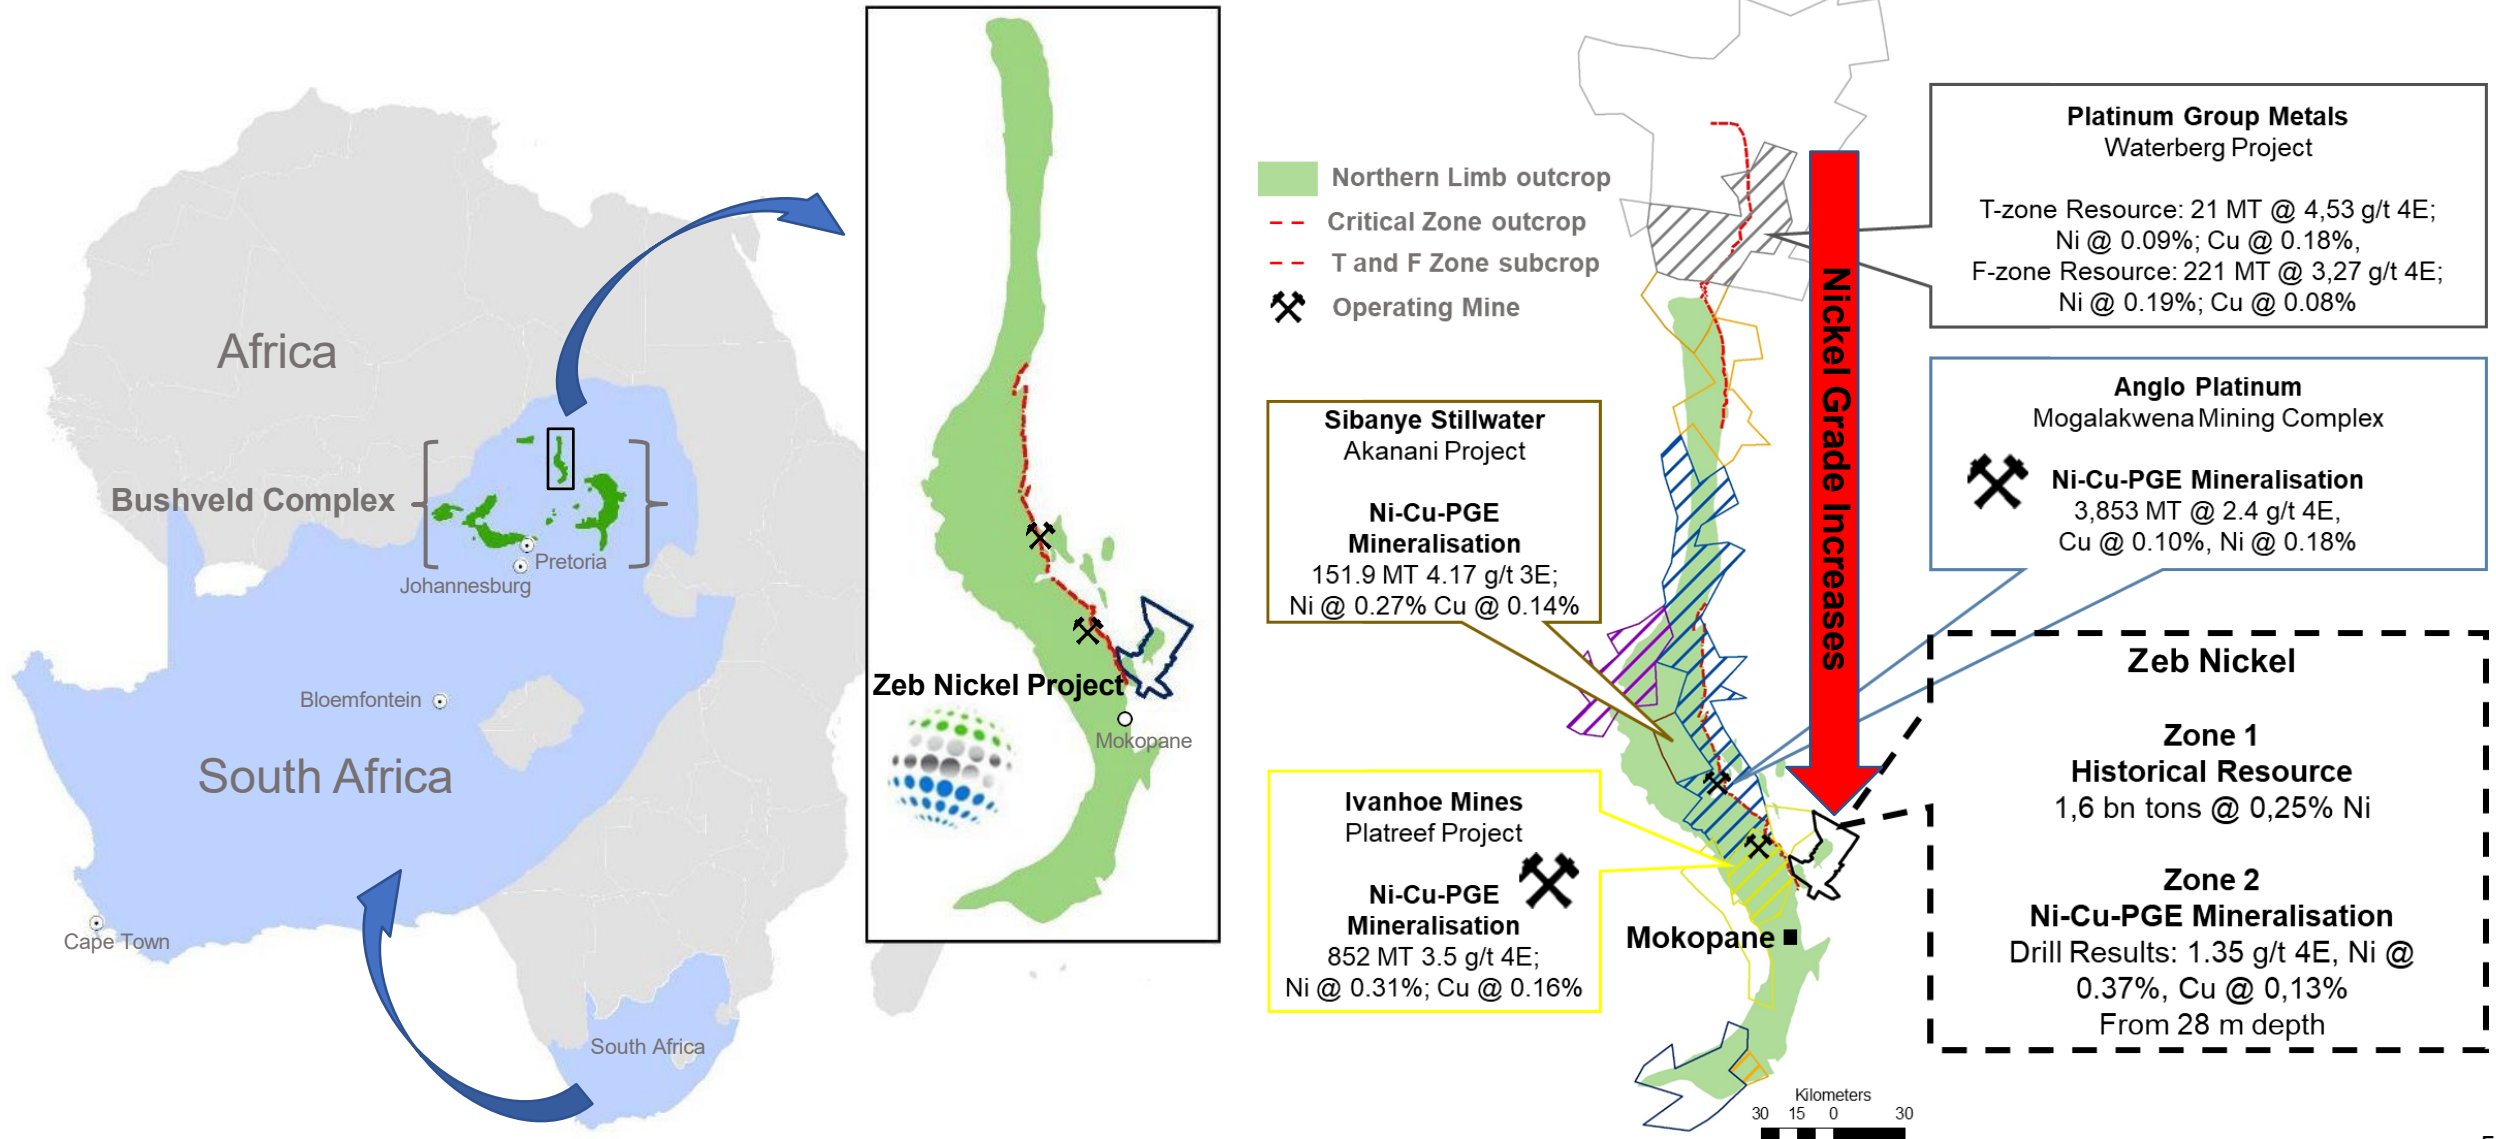 Africa
Bushveld Complex
Pretoria
Johannesburg
Bloemfontein
South Africa
Cape Town
South Africa
Zeb Nickel Project
Mokopane
Northern Limb outcrop
Critical Zone outcrop
T and F Zone subcrop
Operating Mine
Sibanye Stillwater
Akanani Project
Ni-Cu-PGE
Mineralisation
151.9 MT 4.17 g/t 3E;
Ni @ 0.27% Cu @ 0.14%
Ivanhoe Mines
Platreef Project
Ni-Cu-PGE
Mineralisation
852 MT 3.5 g/t 4E;
Ni @ 0.31%; Cu @ 0.16%
Mokopane
Kilometers
30 15 0 30
Nickel Grade Increases
Platinum Group Metals
Waterberg Project
T-zone Resource: 21 MT @ 4,53 g/t 4E;
Ni @ 0.09%; Cu @ 0.18%,
F-zone Resource: 221 MT @ 3,27 g/t 4E;
Ni @ 0.19%; Cu @ 0.08%
Anglo Platinum
Mogalakwena Mining Complex
Ni-Cu-PGE Mineralisation
3,853 MT @ 2.4 g/t 4E,
Cu @ 0.10%, Ni @ 0.18%
Zeb Nickel
Zone 1
Historical Resource
1,6 bn tons @ 0,25% Ni
Zone 2
Ni-Cu-PGE Mineralisation
Drill Results: 1.35 g/t 4E, Ni @
0.37%, Cu @ 0,13%
From 28 m depth